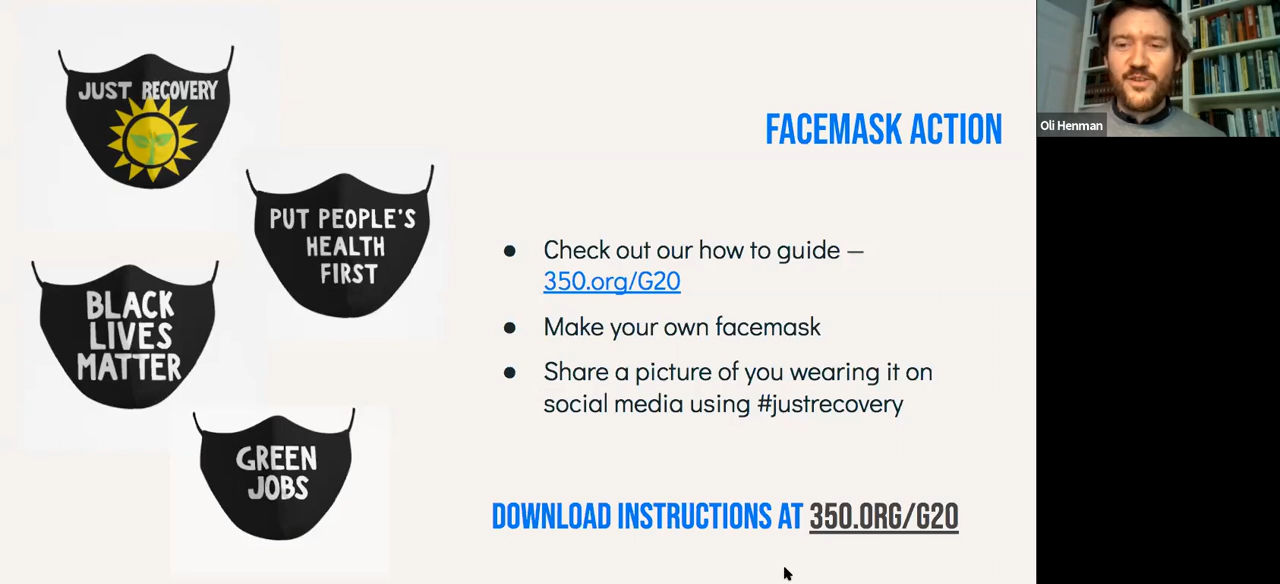 JUST RECOVERY
PUT PEOPLE'S
HEALTH
FIRST
BLACK
LIVES
MATTER
GREEN
JOBS
FACEMASK ACTION
● Check out our how to guide —
350.org/G20
● Make your own facemask
● Share a picture of you wearing it on
social media using #justrecovery
DOWNLOAD INSTRUCTIONS AT 350.ORG/G20
Oli Henman